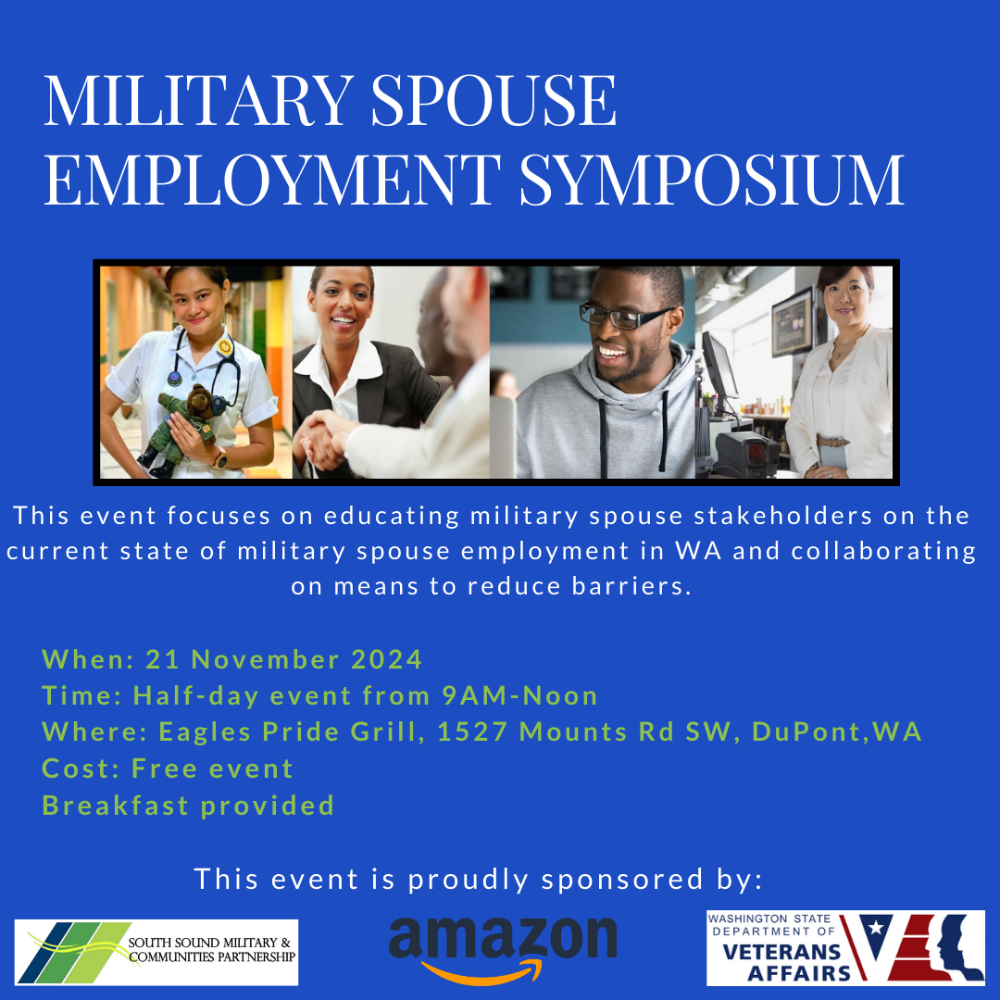 MILITARY SPOUSE
EMPLOYMENT SYMPOSIUM
This event focuses on educating military spouse stakeholders on the
current state of military spouse employment in WA and collaborating
on means to reduce barriers.
When: 21 November 2024
Time: Half-day event from 9AM-Noon
Where: Eagles Pride Grill, 1527 Mounts Rd SW, DuPont,WA
Cost: Free event
Breakfast provided
This event is proudly sponsored by:
SOUTH SOUND MILITARY &
COMMUNITIES PARTNERSHIP
amazon
WASHINGTON STATE
DEPARTMENT OF
VETERANS
AFFAIRS